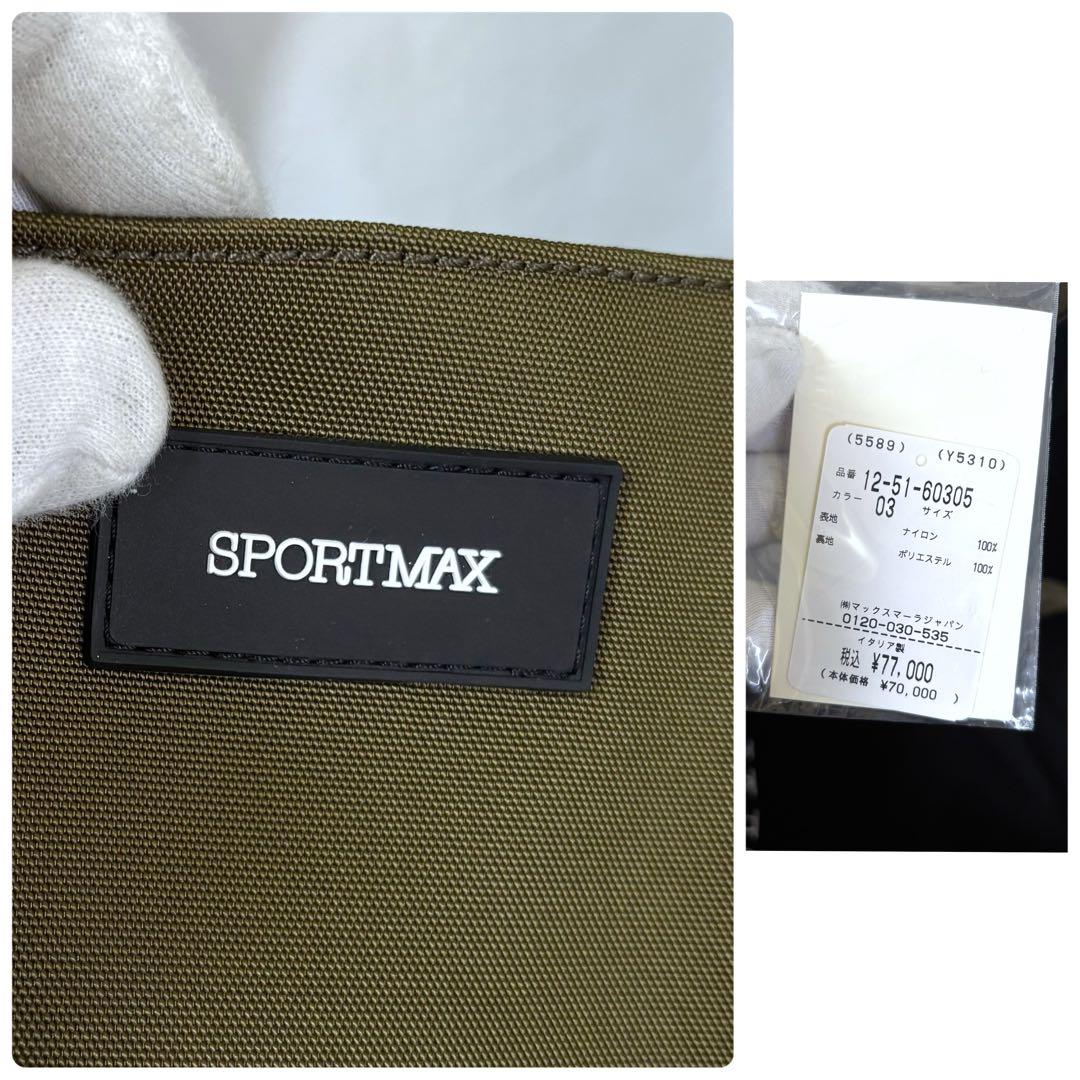 SPORTMAX
(5589) (Y5310)
品番 12-51-60305
カラー 03 サイズ
表地 ナイロン 100%
裏地 ポリエステル 100%
㈱マックスマーラジャパン
0120-030-535
イタリア製
税込 ¥77,000
(本体価格 ¥70,000 )